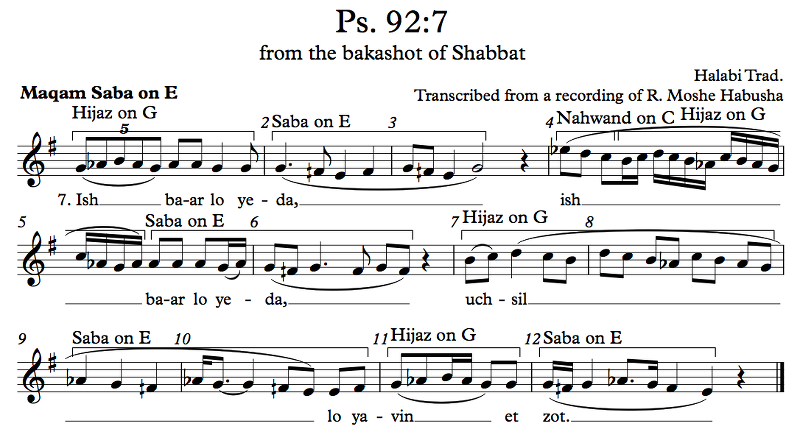 Ps. 92:7
from the bakashot of Shabbat
Halabi Trad.
Maqam Saba on E
Transcribed from a recording of R. Moshe Habusha
Hijaz on G
Saba on E
Nahwand on C
Hijaz on G
5 2 3 4
7. Ish ba-ar lo ye - da, ish
5 Saba on E 6 7 Hijaz on G 8
ba-ar lo ye - da, uch - sil
9 Saba on E 10 11 Hijaz on G 12 Saba on E
lo ya - vin et zot.